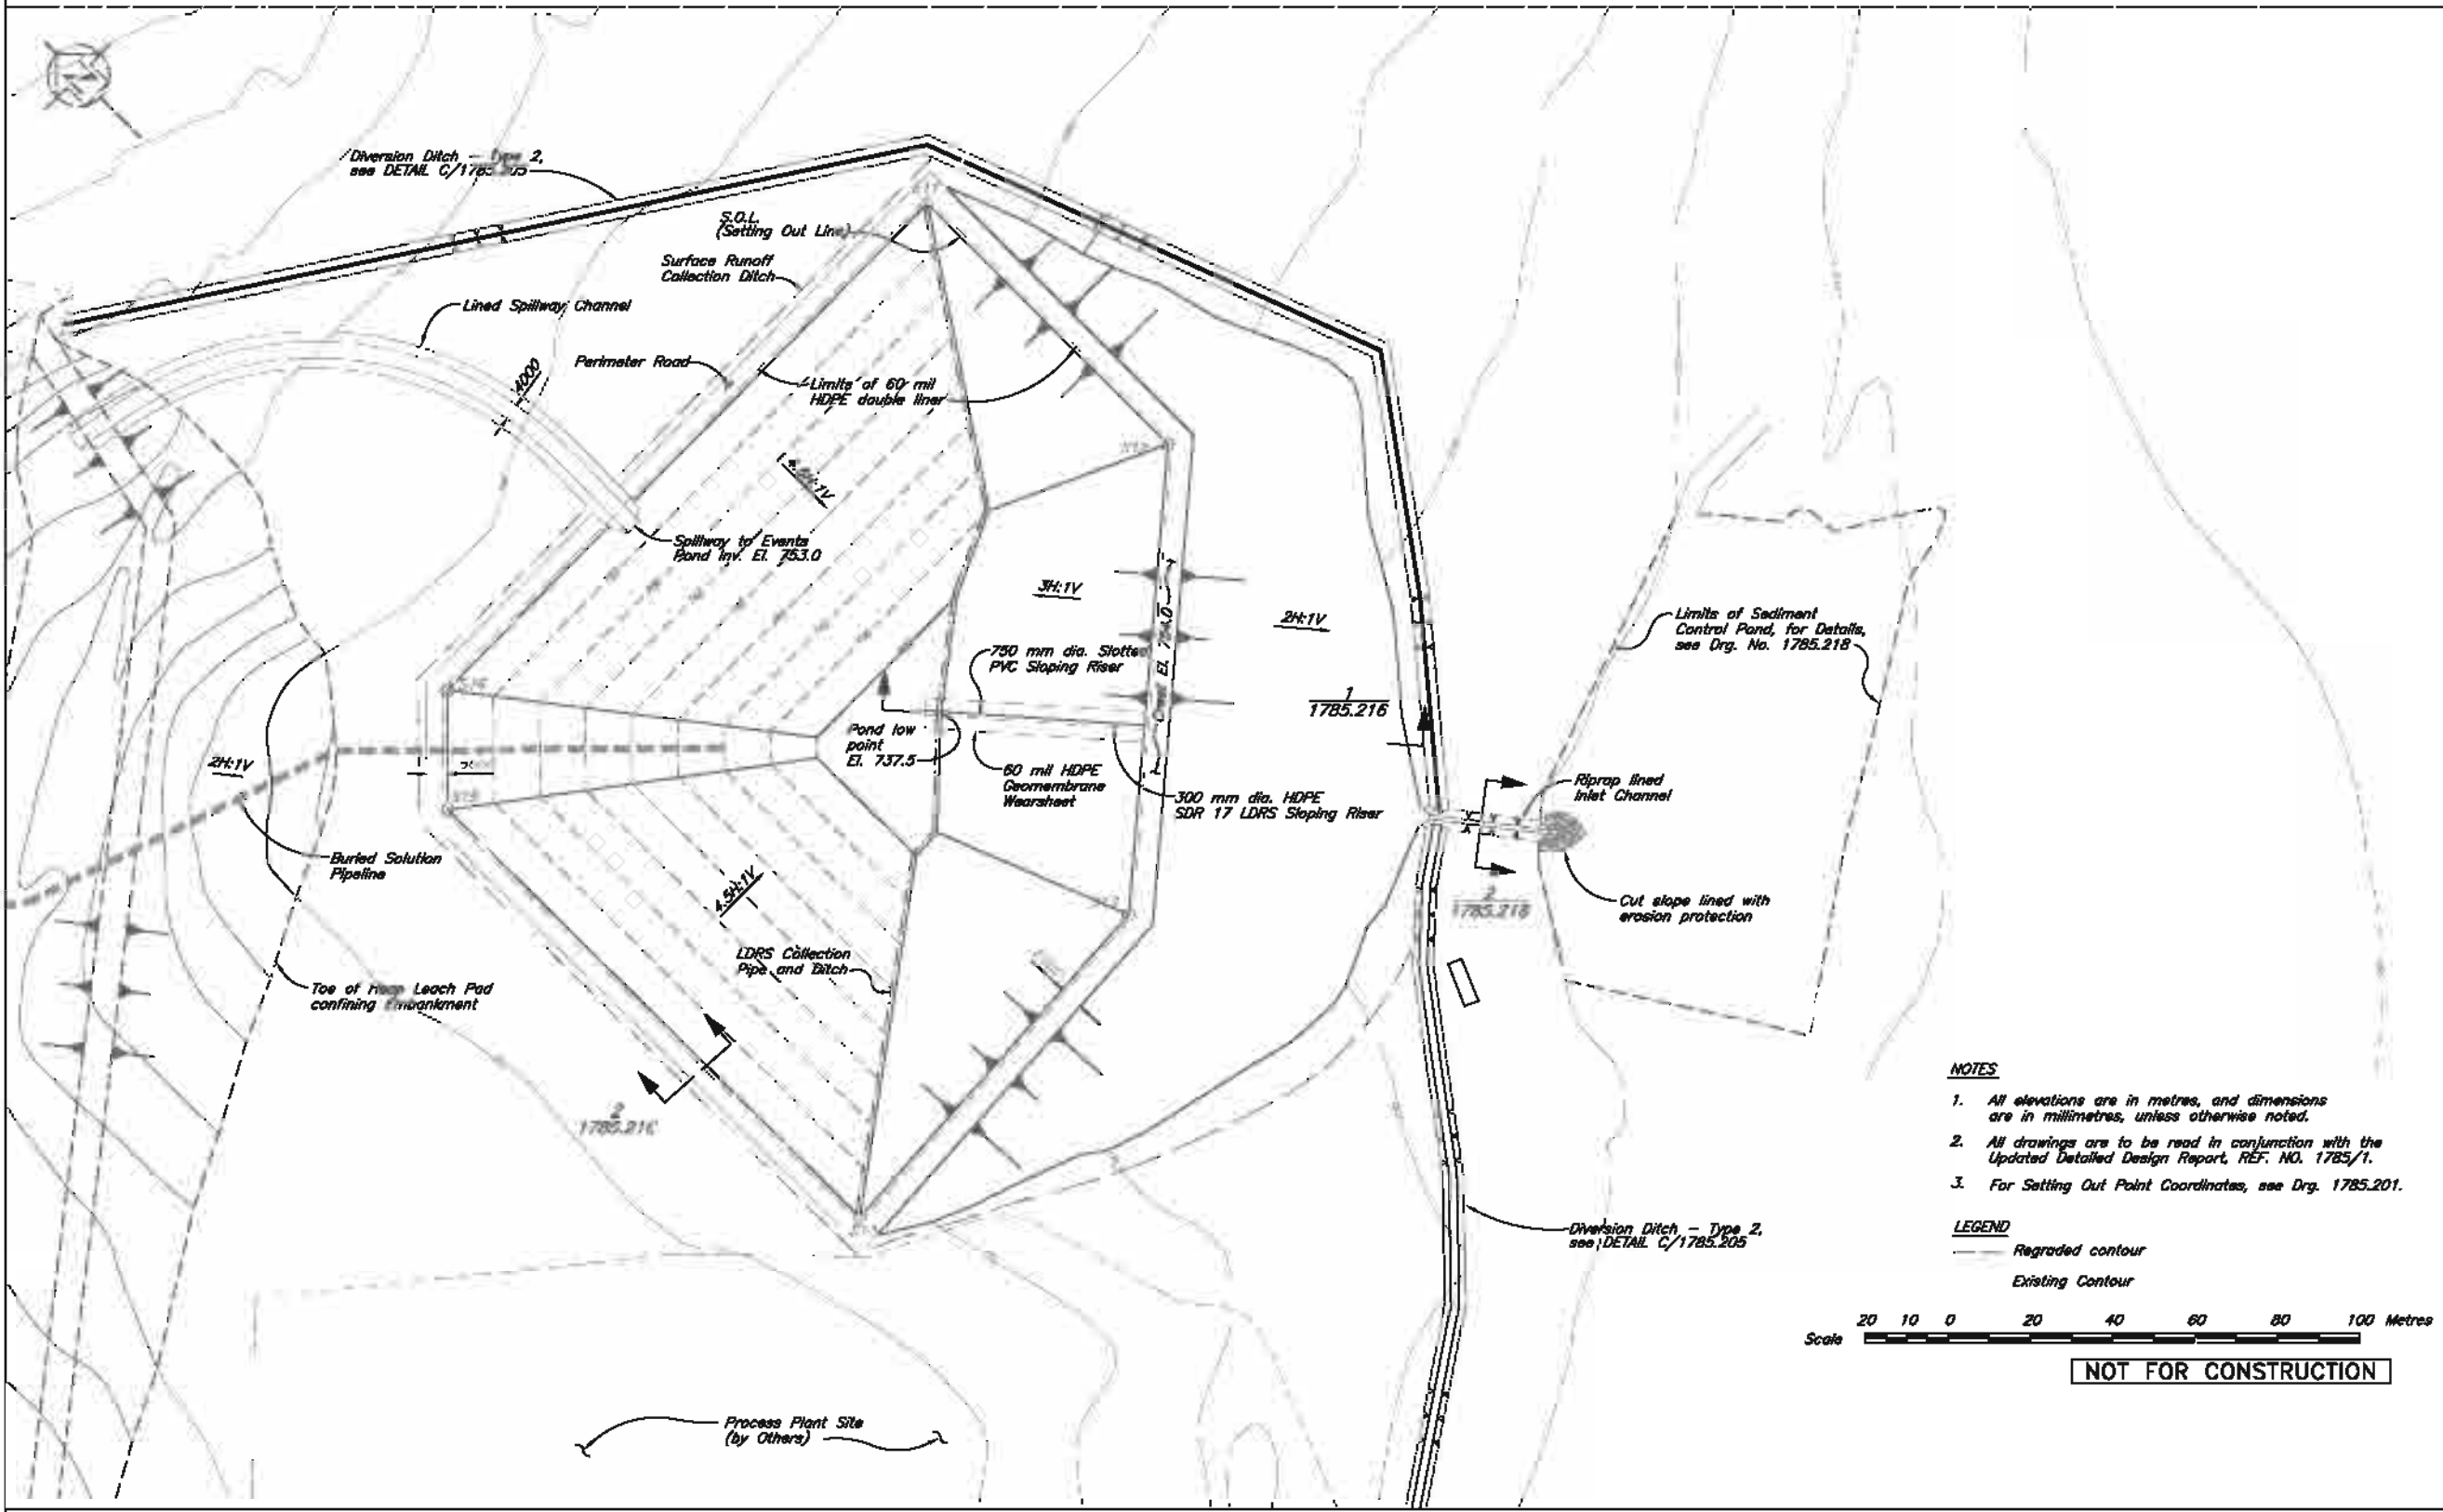 Diversion Ditch – Type 2,
see DETAIL C/1785.205
S.O.L.
(Setting Out Line)
Surface Runoff
Collection Ditch
Lined Spillway Channel
4000
Perimeter Road
Limits of 60 mil
HDPE double liner
Spillway to Events
Pond Inv. El. 753.0
3H:1V
2H:1V
750 mm dia. Slotted
PVC Sloping Riser
Limits of Sediment
Control Pond, for Details,
see Drg. No. 1785.218
1
1785.216
Pond low
point
El. 737.5
60 mil HDPE
Geomembrane
Wearsheet
300 mm dia. HDPE
SDR 17 LDRS Sloping Riser
Riprap lined
Inlet Channel
2H:1V
Buried Solution
Pipeline
4.5H:1V
2
Cut slope lined with
erosion protection
LDRS Collection
Pipe and Ditch
Toe of Heap Leach Pad
confining Embankment
2
1785.216
NOTES
1. All elevations are in metres, and dimensions
are in millimetres, unless otherwise noted.
2. All drawings are to be read in conjunction with the
Updated Detailed Design Report, REF. NO. 1785/1.
3. For Setting Out Point Coordinates, see Drg. 1785.201.
Diversion Ditch – Type 2,
see DETAIL C/1785.205
LEGEND
Regraded contour
Existing Contour
20 10 0 20 40 60 80 100 Metres
Scale
NOT FOR CONSTRUCTION
Process Plant Site
(by Others)